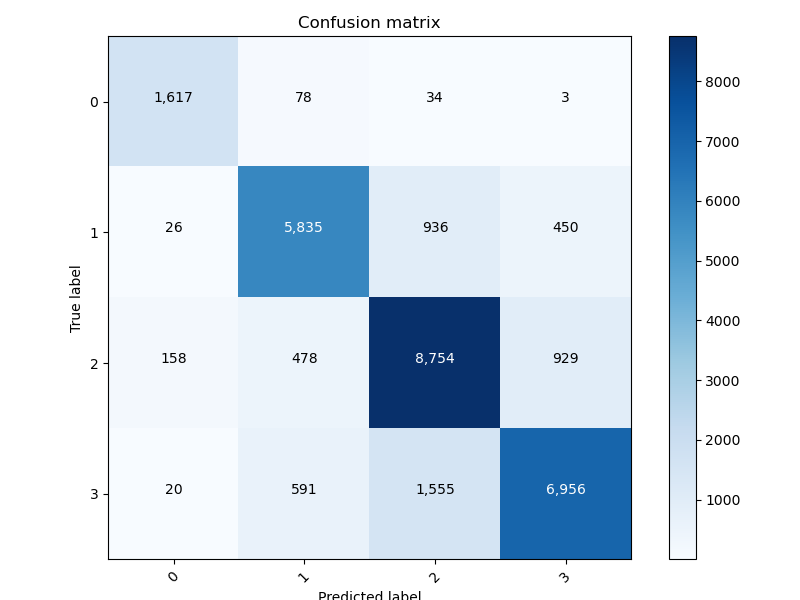 Confusion matrix
0 1,617 78 34 3
1 26 5,835 936 450
2 158 478 8,754 929
3 20 591 1,555 6,956
0 1 2 3
True label
Predicted label
8000
7000
6000
5000
4000
3000
2000
1000